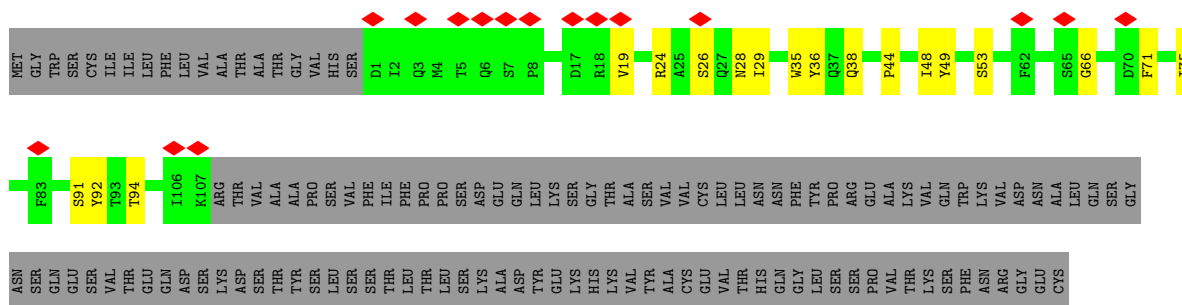 MET GLY TRP SER CYS ILE ILE LEU PHE LEU VAL ALA THR ALA THR GLY VAL HIS SER D1 I2 Q3 M4 T5 Q6 S7 P8 D17 R18 V19 R24 A25 S26 Q27 N28 I29 W35 Y36 Q37 Q38 P44 I48 Y49 S53 F62 S65 G66 D70 F71
F83 S91 Y92 T93 T94 I106 K107 ARG THR VAL ALA ALA PRO SER VAL PHE ILE PHE PRO PRO SER ASP GLU GLN LEU LYS SER GLY THR ALA SER VAL VAL CYS LEU LEU ASN ASN PHE TYR PRO ARG GLU ALA LYS VAL GLN TRP LYS VAL ASP ASN ALA LEU GLN SER GLY
ASN SER GLN GLU SER VAL THR GLU GLN ASP SER LYS ASP SER THR TYR SER LEU SER SER THR LEU THR LEU SER LYS ALA ASP TYR GLU LYS HIS LYS VAL TYR ALA CYS GLU VAL THR HIS GLN GLY LEU SER SER PRO VAL THR LYS SER PHE ASN ARG GLY GLU CYS